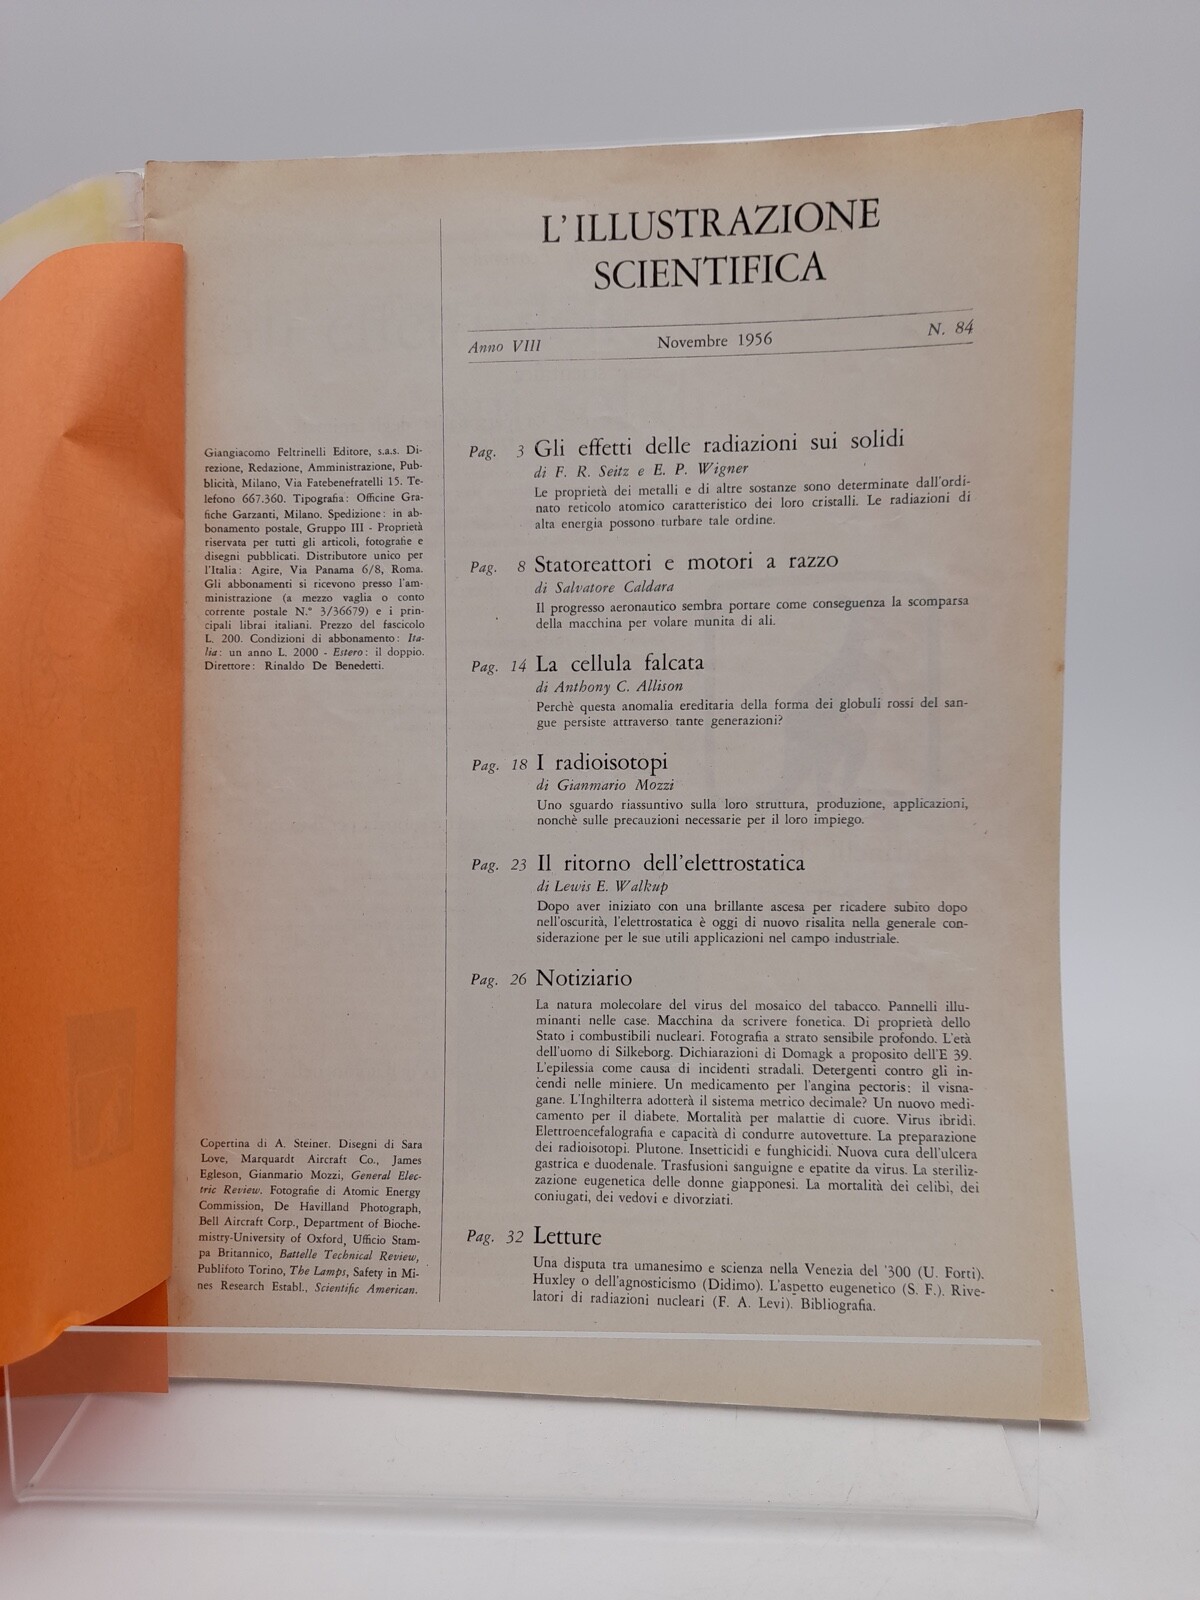 L'ILLUSTRAZIONE
SCIENTIFICA
Anno VIII Novembre 1956 N. 84
Giangiacomo Feltrinelli Editore, s.a.s. Di-
rezione, Redazione, Amministrazione, Pub-
blicità, Milano, Via Fatebenefratelli 15. Te-
lefono 667.360. Tipografia: Officine Gra-
fiche Garzanti, Milano. Spedizione: in ab-
bonamento postale, Gruppo III - Proprietà
riservata per tutti gli articoli, fotografie e
disegni pubblicati. Distributore unico per
l'Italia: Agire, Via Panama 6/8, Roma.
Gli abbonamenti si ricevono presso l'am-
ministrazione (a mezzo vaglia o conto
corrente postale N.° 3/36679) e i prin-
cipali librai italiani. Prezzo del fascicolo
L. 200. Condizioni di abbonamento: Ita-
lia: un anno L. 2000 - Estero: il doppio.
Direttore: Rinaldo De Benedetti.
Copertina di A. Steiner. Disegni di Sara
Love, Marquardt Aircraft Co., James
Egleson, Gianmario Mozzi, General Elec-
tric Review. Fotografie di Atomic Energy
Commission, De Havilland Photograph,
Bell Aircraft Corp., Department of Bioche-
mistry-University of Oxford, Ufficio Stam-
pa Britannico, Battelle Technical Review,
Publifoto Torino, The Lamps, Safety in Mi-
nes Research Establ., Scientific American.
Pag. 3 Gli effetti delle radiazioni sui solidi
di F. R. Seitz e E. P. Wigner
Le proprietà dei metalli e di altre sostanze sono determinate dall'ordi-
nato reticolo atomico caratteristico dei loro cristalli. Le radiazioni di
alta energia possono turbare tale ordine.
Pag. 8 Statoreattori e motori a razzo
di Salvatore Caldara
Il progresso aeronautico sembra portare come conseguenza la scomparsa
della macchina per volare munita di ali.
Pag. 14 La cellula falcata
di Anthony C. Allison
Perchè questa anomalia ereditaria della forma dei globuli rossi del san-
gue persiste attraverso tante generazioni?
Pag. 18 I radioisotopi
di Gianmario Mozzi
Uno sguardo riassuntivo sulla loro struttura, produzione, applicazioni,
nonchè sulle precauzioni necessarie per il loro impiego.
Pag. 23 Il ritorno dell'elettrostatica
di Lewis E. Walkup
Dopo aver iniziato con una brillante ascesa per ricadere subito dopo
nell'oscurità, l'elettrostatica è oggi di nuovo risalita nella generale con-
siderazione per le sue utili applicazioni nel campo industriale.
Pag. 26 Notiziario
La natura molecolare del virus del mosaico del tabacco. Pannelli illu-
minanti nelle case. Macchina da scrivere fonetica. Di proprietà dello
Stato i combustibili nucleari. Fotografia a strato sensibile profondo. L'età
dell'uomo di Silkeborg. Dichiarazioni di Domagk a proposito dell'E 39.
L'epilessia come causa di incidenti stradali. Detergenti contro gli in-
cendi nelle miniere. Un medicamento per l'angina pectoris: il visna-
gane. L'Inghilterra adotterà il sistema metrico decimale? Un nuovo medi-
camento per il diabete. Mortalità per malattie di cuore. Virus ibridi.
Elettroencefalografia e capacità di condurre autovetture. La preparazione
dei radioisotopi. Plutone. Insetticidi e funghicidi. Nuova cura dell'ulcera
gastrica e duodenale. Trasfusioni sanguigne e epatite da virus. La steriliz-
zazione eugenetica delle donne giapponesi. La mortalità dei celibi, dei
coniugati, dei vedovi e divorziati.
Pag. 32 Letture
Una disputa tra umanesimo e scienza nella Venezia del '300 (U. Forti).
Huxley o dell'agnosticismo (Didimo). L'aspetto eugenetico (S. F.). Rive-
latori di radiazioni nucleari (F. A. Levi). Bibliografia.